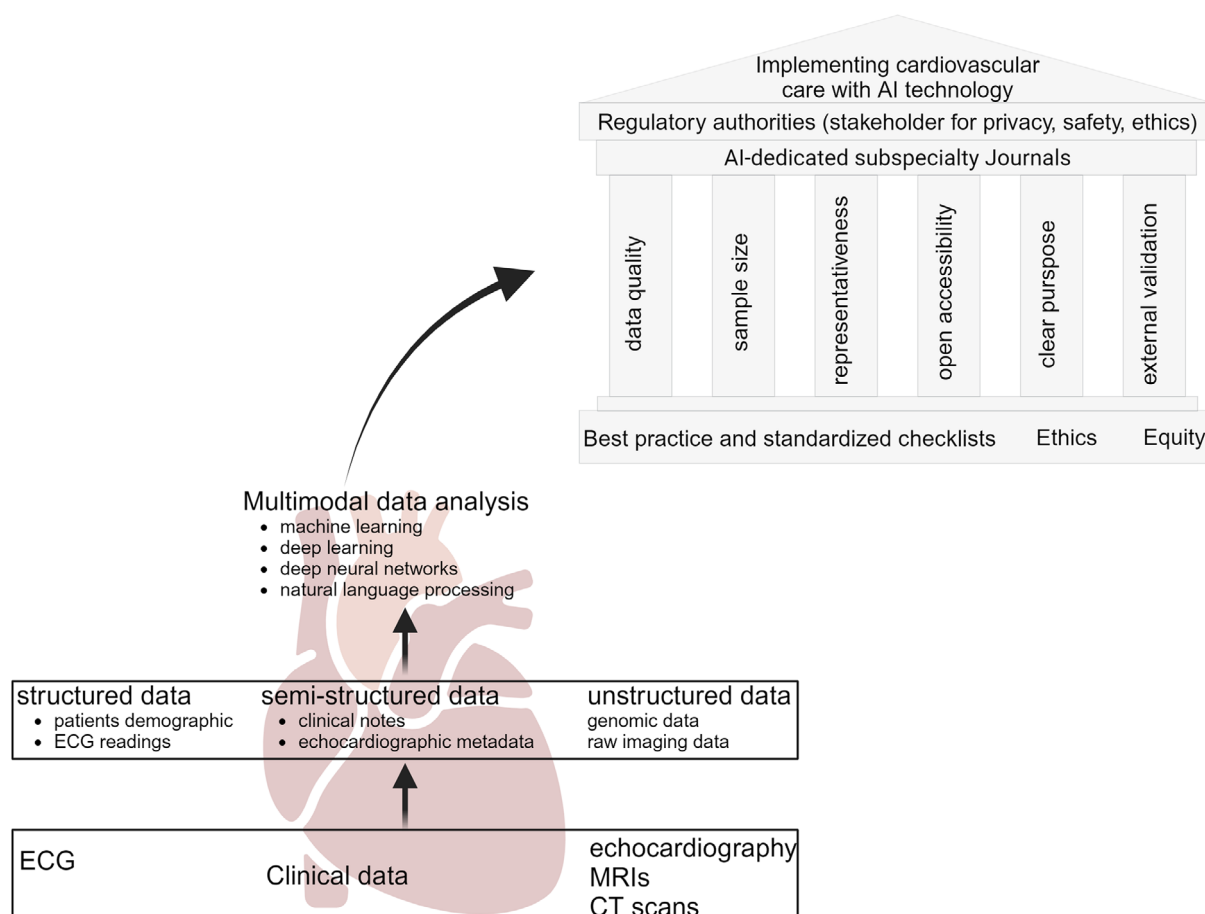 Implementing cardiovascular
care with AI technology
Regulatory authorities (stakeholder for privacy, safety, ethics)
AI-dedicated subspecialty Journals
data quality
sample size
representativeness
open accessibility
clear purspose
external validation
Best practice and standardized checklists Ethics Equity
Multimodal data analysis
• machine learning
• deep learning
• deep neural networks
• natural language processing
structured data
• patients demographic
• ECG readings
semi-structured data
• clinical notes
• echocardiographic metadata
unstructured data
genomic data
raw imaging data
ECG
Clinical data
echocardiography
MRIs
CT scans